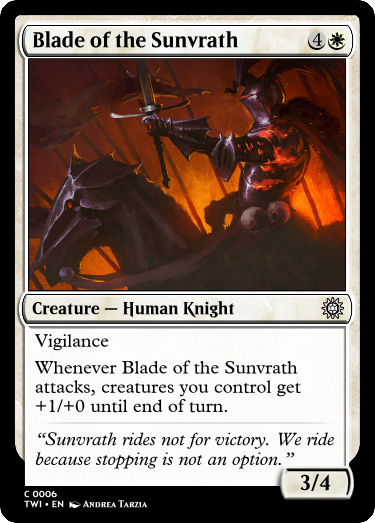 Blade of the Sunvrath 4
Creature — Human Knight
Vigilance
Whenever Blade of the Sunvrath
attacks, creatures you control get
+1/+0 until end of turn.
“Sunvrath rides not for victory. We ride
because stopping is not an option.”
3/4
C 0006
TWI • EN Andrea Tarzia